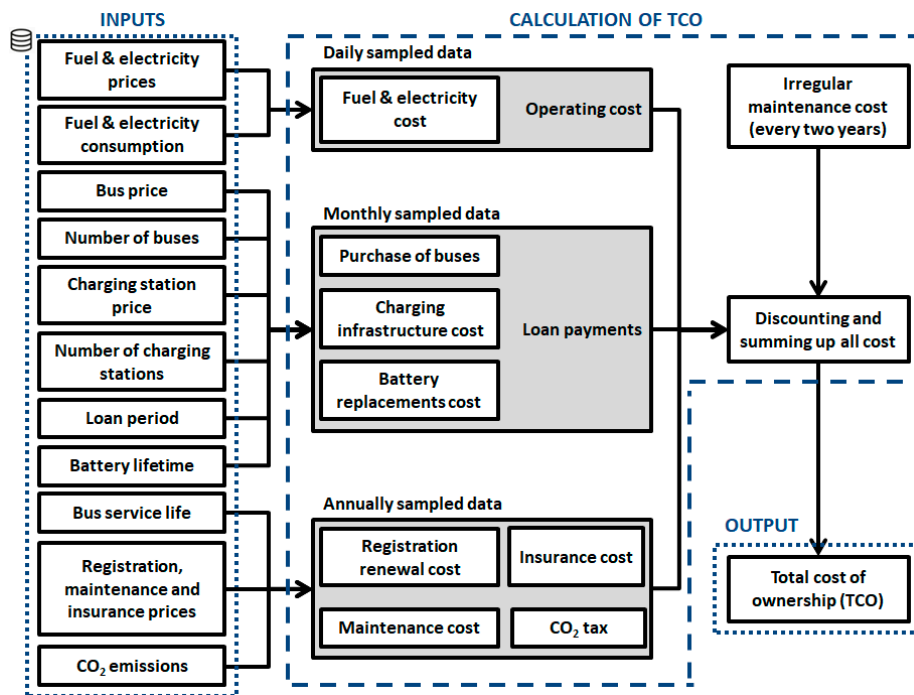 INPUTS
Fuel & electricity
prices
Fuel & electricity
consumption
Bus price
Number of buses
Charging station
price
Number of charging
stations
Loan period
Battery lifetime
Bus service life
Registration,
maintenance and
insurance prices
CO₂ emissions
CALCULATION OF TCO
Daily sampled data
Fuel & electricity
cost
Operating cost
Monthly sampled data
Purchase of buses
Charging
infrastructure cost
Battery
replacements cost
Loan payments
Annually sampled data
Registration
renewal cost
Insurance cost
Maintenance cost
CO₂ tax
Irregular
maintenance cost
(every two years)
Discounting and
summing up all cost
OUTPUT
Total cost of
ownership (TCO)